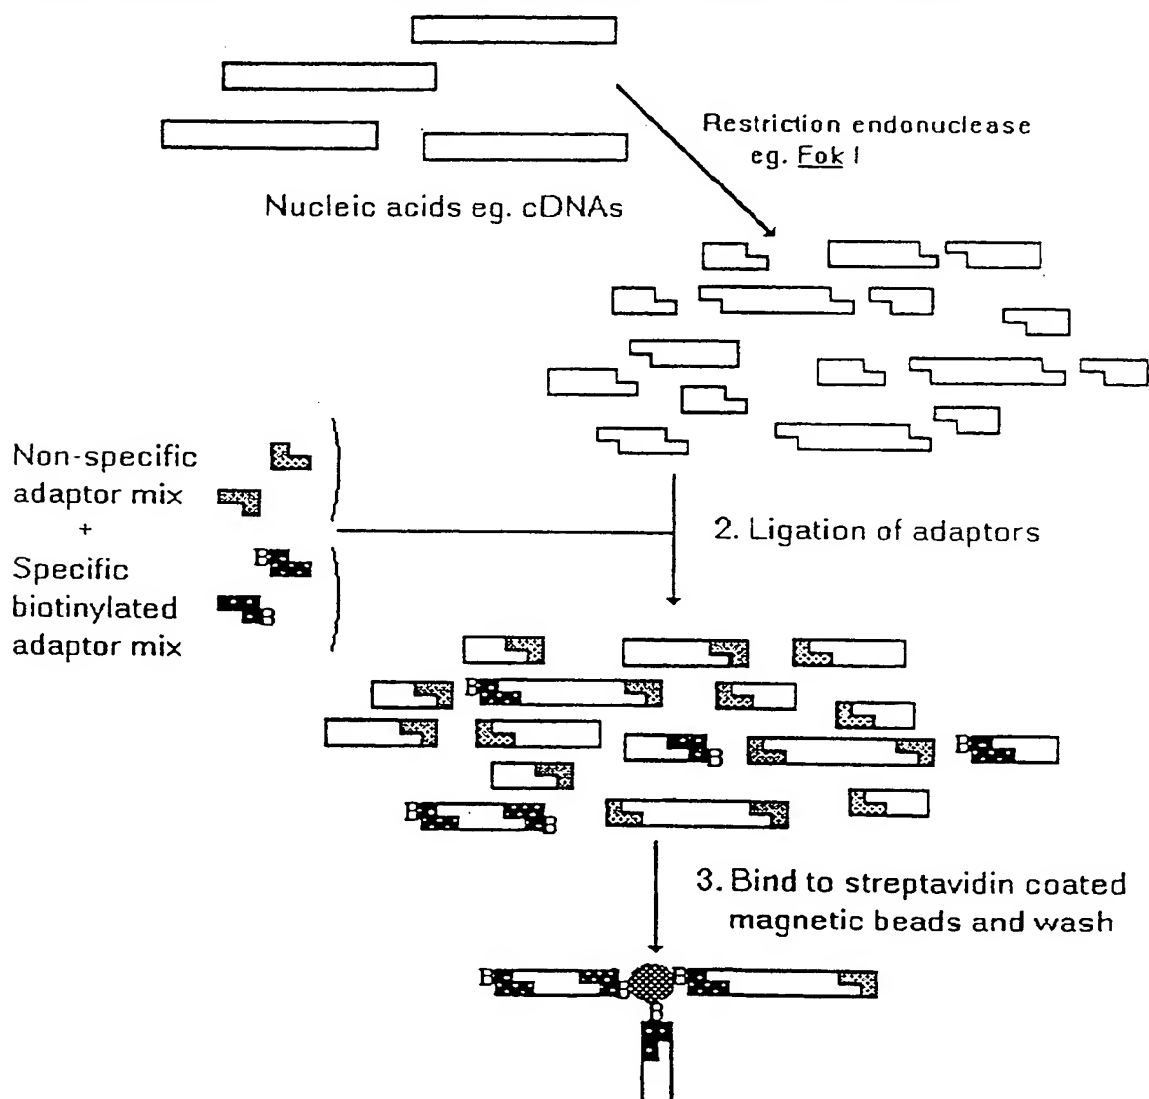 Restriction endonuclease
eg. Fok I
Nucleic acids eg. cDNAs
Non-specific
adaptor mix
+
Specific
biotinylated
adaptor mix
B
B
2. Ligation of adaptors
B
B
B
B
B
3. Bind to streptavidin coated
magnetic beads and wash
B
B
B
B